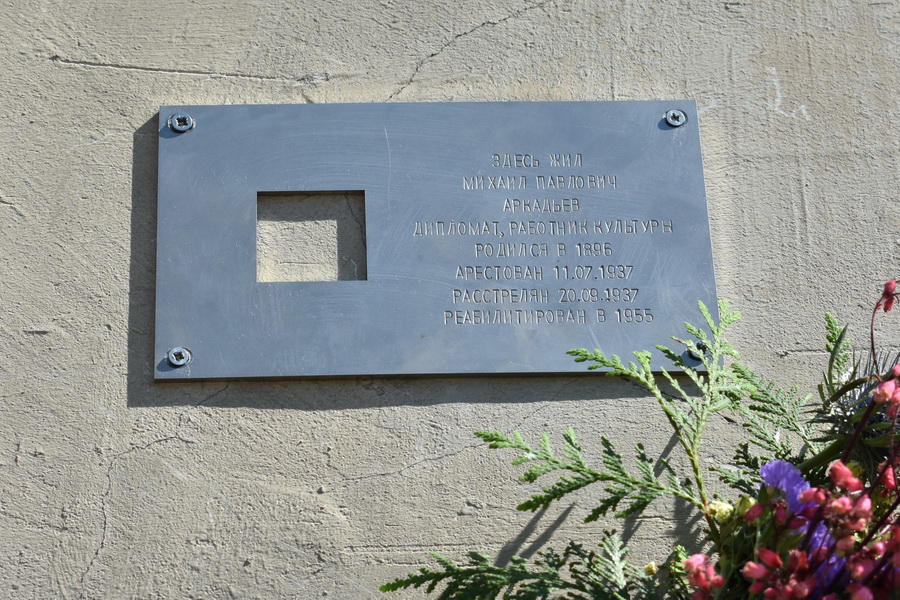 ЗДЕСЬ ЖИЛ
МИХАИЛ ПАВЛОВИЧ
АРКАДЬЕВ
ДИПЛОМАТ, РАБОТНИК КУЛЬТУРЫ
РОДИЛСЯ В 1896
АРЕСТОВАН 11.07.1937
РАССТРЕЛЯН 20.09.1937
РЕАБИЛИТИРОВАН В 1955